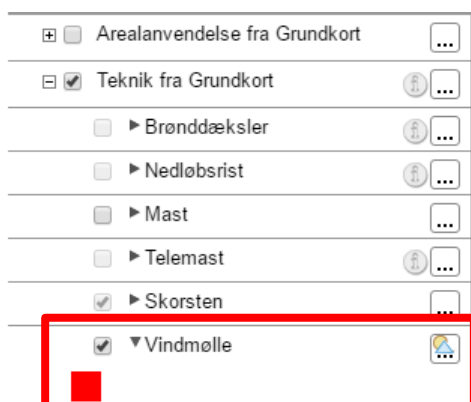 Arealanvendelse fra Grundkort ...
Teknik fra Grundkort ...
Brønddæksler ...
Nedløbsrist ...
Mast ...
Telemast ...
Skorsten ...
Vindmølle ...